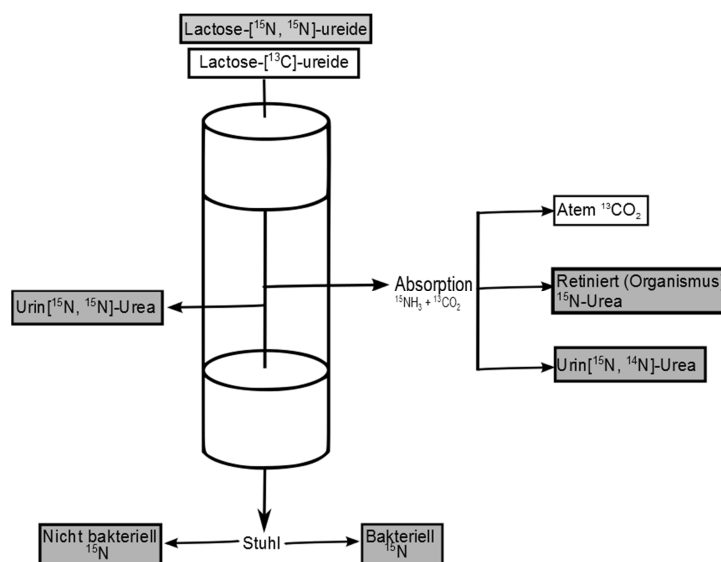 Lactose-[¹⁵N, ¹⁵N]-ureide
Lactose-[¹³C]-ureide
Atem ¹³CO₂
Absorption
¹⁵NH₃ + ¹³CO₂
Retiniert (Organismus
¹⁵N-Urea
Urin[¹⁵N, ¹⁵N]-Urea
Urin[¹⁵N, ¹⁴N]-Urea
Nicht bakteriell
¹⁵N
Stuhl
Bakteriell
¹⁵N